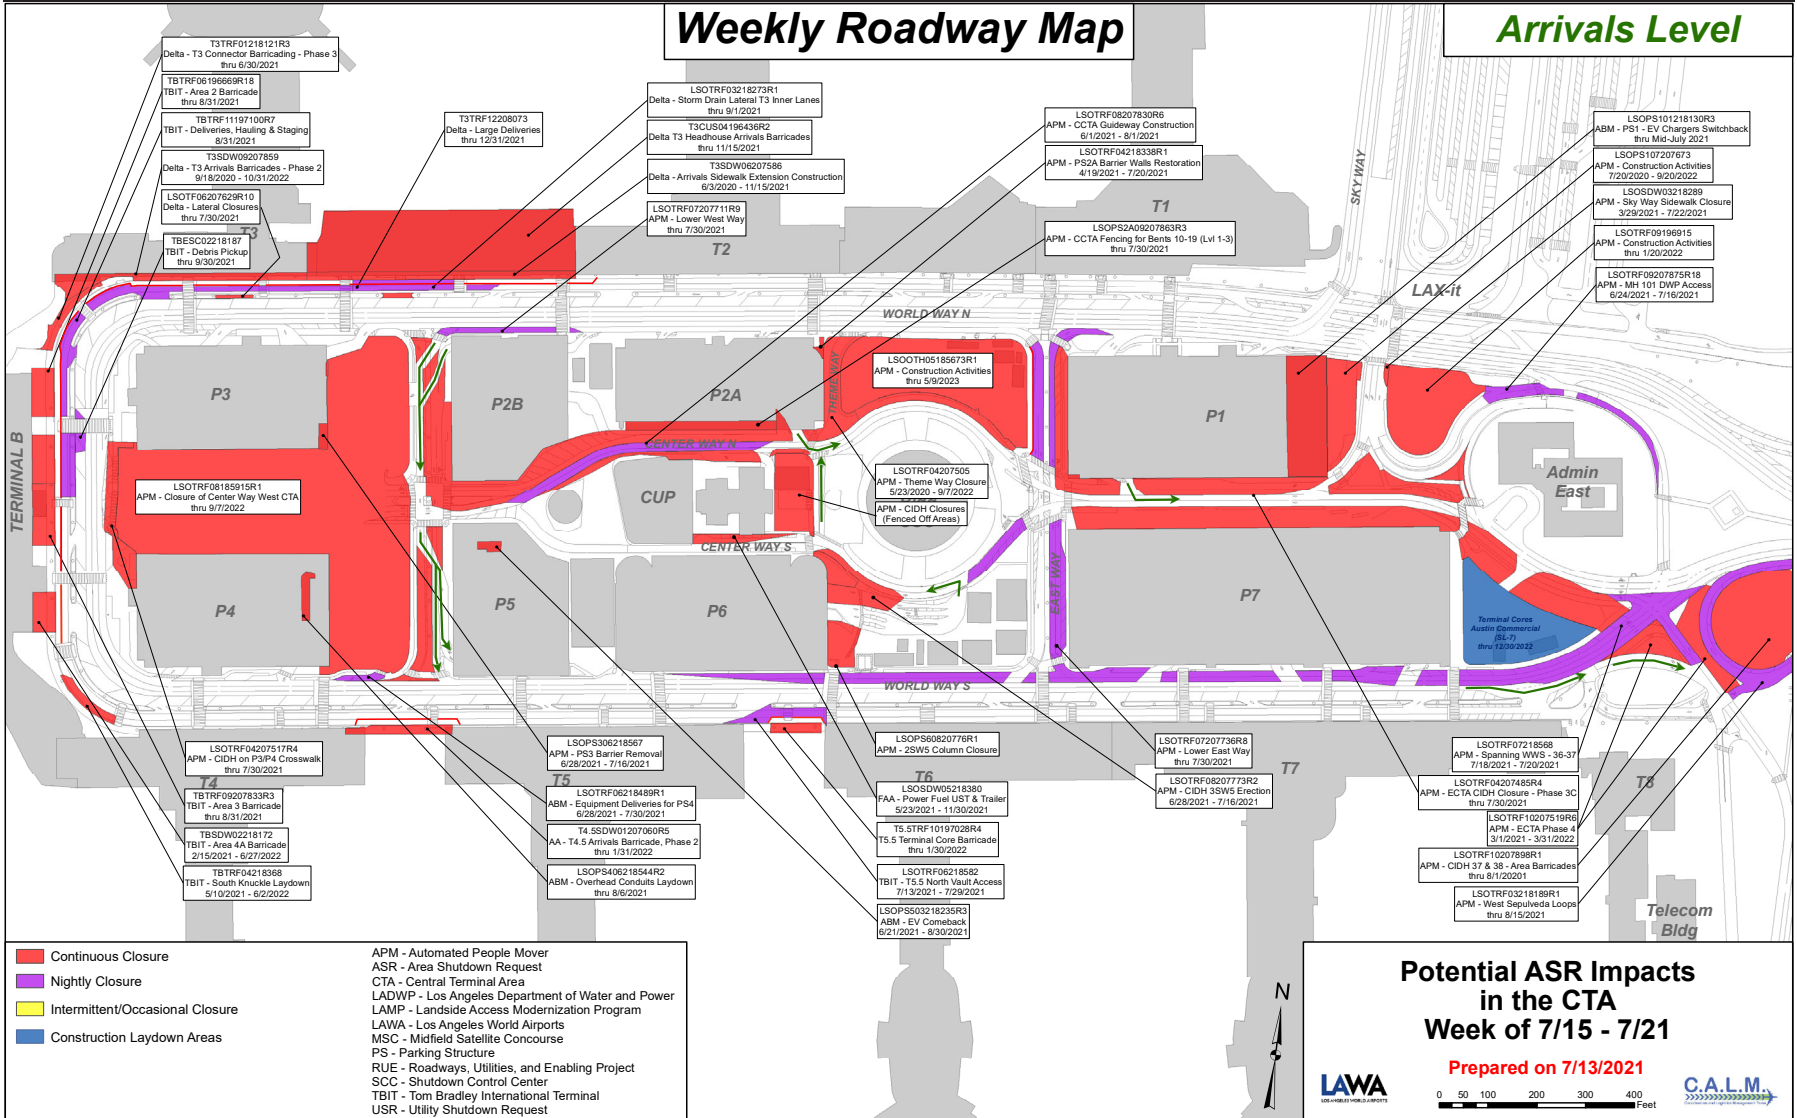 Weekly Roadway Map
Arrivals Level
T3TRF01218121R3
Delta - T3 Connector Barricading - Phase 3
thru 6/30/2021
TBTRF06196669R18
TBIT - Area 2 Barricade
thru 8/31/2021
TBTRF11197100R7
TBIT - Deliveries, Hauling & Staging
8/31/2021
T3SDW09207859
Delta - T3 Arrivals Barricades - Phase 2
9/18/2020 - 10/31/2022
LSOTF06207629R10
Delta - Lateral Closures
thru 7/30/2021
TBESC02218187
TBIT - Debris Pickup
thru 9/30/2021
T3TRF12208073
Delta - Large Deliveries
thru 12/31/2021
LSOTRF03218273R1
Delta - Storm Drain Lateral T3 Inner Lanes
thru 9/1/2021
T3CUS04196436R2
Delta T3 Headhouse Arrivals Barricades
thru 11/15/2021
T3SDW06207586
Delta - Arrivals Sidewalk Extension Construction
6/3/2020 - 11/15/2021
LSOTRF07207711R9
APM - Lower West Way
thru 7/30/2021
LSOTRF08207830R6
APM - CCTA Guideway Construction
6/1/2021 - 8/1/2021
LSOTRF04218338R1
APM - PS2A Barrier Walls Restoration
4/19/2021 - 7/20/2021
LSOPS2A09207863R3
APM - CCTA Fencing for Bents 10-19 (Lvl 1-3)
thru 7/30/2021
LSOPS101218130R3
ABM - PS1 - EV Chargers Switchback
thru Mid-July 2021
LSOPS107207673
APM - Construction Activities
7/20/2020 - 9/20/2022
LSOSDW03218289
APM - Sky Way Sidewalk Closure
3/29/2021 - 7/22/2021
LSOTRF09196915
APM - Construction Activities
thru 1/20/2022
LSOTRF09207875R18
APM - MH 101 DWP Access
6/24/2021 - 7/16/2021
T3
T2
T1
SKY WAY
LAX-it
WORLD WAY N
P3
P2B
P2A
THEME WAY
LSOOTH05185673R1
APM - Construction Activities
thru 5/9/2023
P1
CENTER WAY N
TERMINAL B
LSOTRF08185915R1
APM - Closure of Center Way West CTA
thru 9/7/2022
CUP
LSOTRF04207505
APM - Theme Way Closure
5/23/2020 - 9/7/2022
APM - CIDH Closures
(Fenced Off Areas)
Admin
East
CENTER WAY S
EAST WAY
P4
P5
P6
P7
Terminal Cores
Austin Commercial
(SL-7)
thru 12/30/2022
WORLD WAY S
LSOTRF04207517R4
APM - CIDH on P3/P4 Crosswalk
thru 7/30/2021
T4
TBTRF09207833R3
TBIT - Area 3 Barricade
thru 8/31/2021
TBSDW02218172
TBIT - Area 4A Barricade
2/15/2021 - 6/27/2022
TBTRF04218368
TBIT - South Knuckle Laydown
5/10/2021 - 6/2/2022
LSOPS306218567
APM - PS3 Barrier Removal
6/28/2021 - 7/16/2021
T5
LSOTRF06218489R1
ABM - Equipment Deliveries for PS4
6/28/2021 - 7/30/2021
T4.5SDW01207060R5
AA - T4.5 Arrivals Barricade, Phase 2
thru 1/31/2022
LSOPS406218544R2
ABM - Overhead Conduits Laydown
thru 8/6/2021
LSOPS60820776R1
APM - 2SW5 Column Closure
T6
LSOSDW05218380
FAA - Power Fuel UST & Trailer
5/23/2021 - 11/30/2021
T5.5TRF10197028R4
T5.5 Terminal Core Barricade
thru 1/30/2022
LSOTRF06218582
TBIT - T5.5 North Vault Access
7/13/2021 - 7/29/2021
LSOPS503218235R3
ABM - EV Comeback
6/21/2021 - 8/30/2021
LSOTRF07207736R8
APM - Lower East Way
thru 7/30/2021
LSOTRF08207773R2
APM - CIDH 3SW5 Erection
6/28/2021 - 7/16/2021
T7
LSOTRF07218568
APM - Spanning WWS - 36-37
7/18/2021 - 7/20/2021
T8
LSOTRF04207485R4
APM - ECTA CIDH Closure - Phase 3C
thru 7/30/2021
LSOTRF10207519R6
APM - ECTA Phase 4
3/1/2021 - 3/31/2022
LSOTRF10207898R1
APM - CIDH 37 & 38 - Area Barricades
thru 8/1/20201
LSOTRF03218189R1
APM - West Sepulveda Loops
thru 8/15/2021
Telecom
Bldg
Continuous Closure
Nightly Closure
Intermittent/Occasional Closure
Construction Laydown Areas
APM - Automated People Mover
ASR - Area Shutdown Request
CTA - Central Terminal Area
LADWP - Los Angeles Department of Water and Power
LAMP - Landside Access Modernization Program
LAWA - Los Angeles World Airports
MSC - Midfield Satellite Concourse
PS - Parking Structure
RUE - Roadways, Utilities, and Enabling Project
SCC - Shutdown Control Center
TBIT - Tom Bradley International Terminal
USR - Utility Shutdown Request
N
Potential ASR Impacts
in the CTA
Week of 7/15 - 7/21
Prepared on 7/13/2021
LAWA
LOS ANGELES WORLD AIRPORTS
0 50 100 200 300 400
Feet
C.A.L.M.